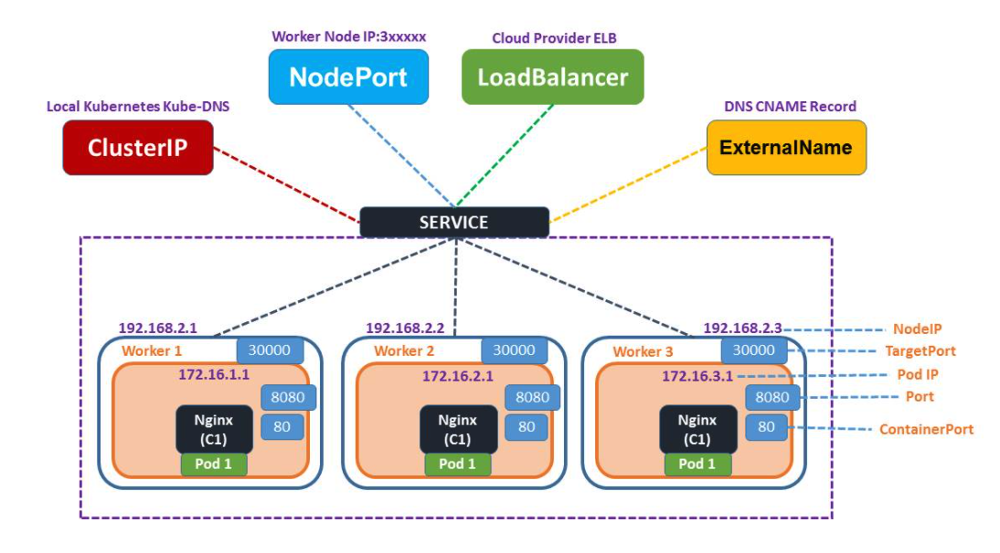 Worker Node IP:3xxxxx
Cloud Provider ELB
NodePort
LoadBalancer
Local Kubernetes Kube-DNS
DNS CNAME Record
ClusterIP
ExternalName
SERVICE
192.168.2.1
192.168.2.2
192.168.2.3
NodeIP
Worker 1
30000
Worker 2
30000
Worker 3
30000
TargetPort
172.16.1.1
172.16.2.1
172.16.3.1
Pod IP
8080
8080
8080
Port
Nginx
(C1)
80
Nginx
(C1)
80
Nginx
(C1)
80
ContainerPort
Pod 1
Pod 1
Pod 1